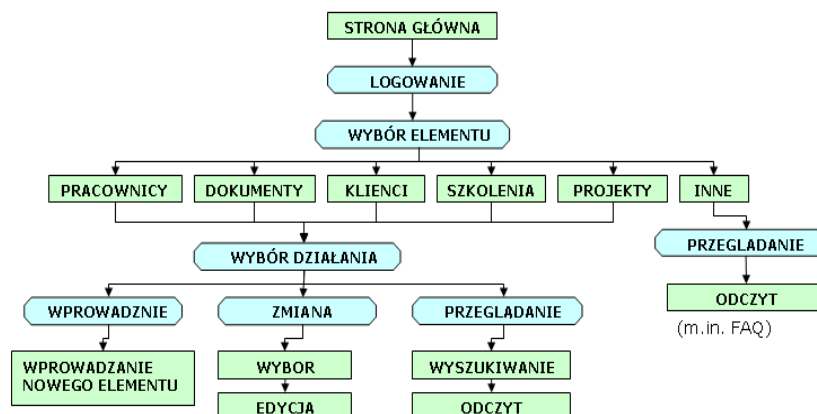 STRONA GŁÓWNA
LOGOWANIE
WYBÓR ELEMENTU
PRACOWNICY
DOKUMENTY
KLIENCI
SZKOLENIA
PROJEKTY
INNE
WYBÓR DZIAŁANIA
PRZEGLADANIE
WPROWADZNIE
ZMIANA
PRZEGLĄDANIE
ODCZYT
(m.in. FAQ)
WPROWADZANIE
NOWEGO ELEMENTU
WYBOR
WYSZUKIWANIE
EDYCJA
ODCZYT